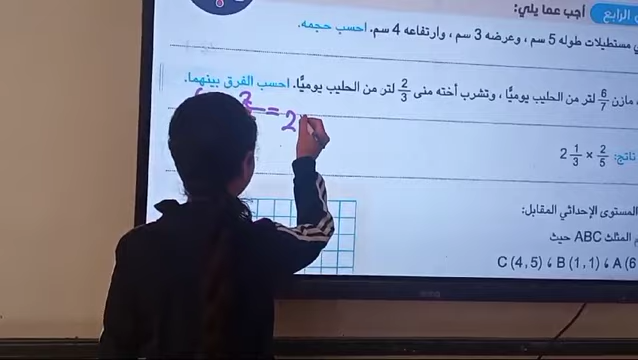 الرابع أجب عما يلي:
مستطيلات طوله 5 سم ، وعرضه 3 سم ، وارتفاعه 4 سم. احسب حجمه.
مازن 6/7 لتر من الحليب يوميًّا ، وتشرب أخته منى 2/3 لتر من الحليب يوميًّا. احسب الفرق بينهما.
= 2
ناتج: 2/5 × 2 1/3
المستوى الإحداثي المقابل:
المثلث ABC حيث
A (6 ، B (1 , 1) ، C (4 , 5)